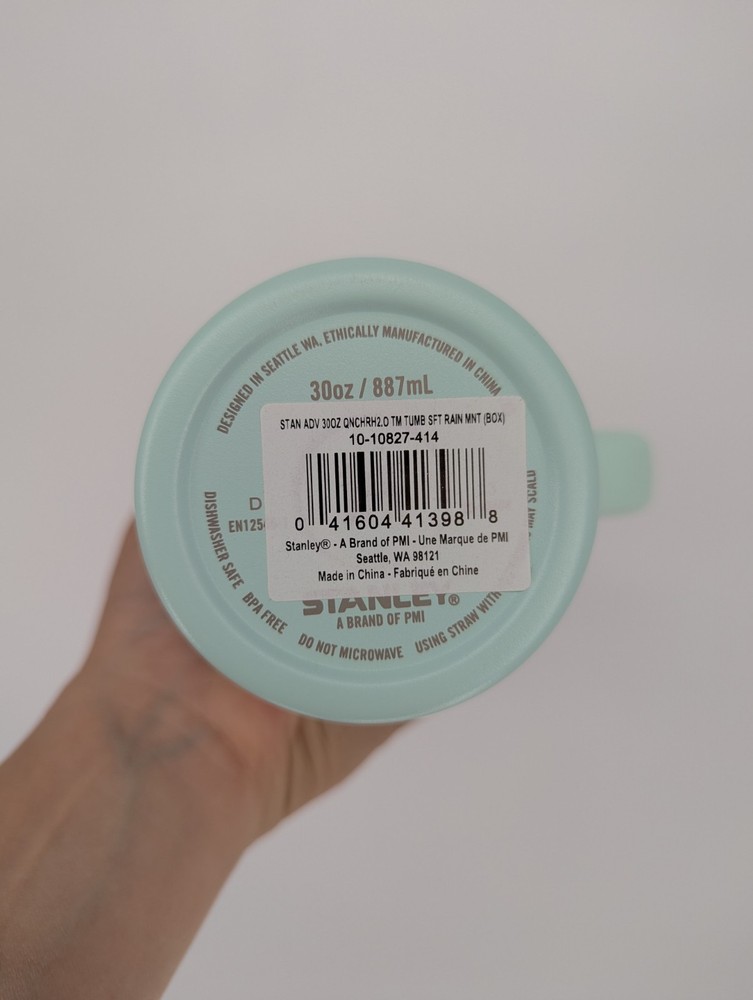 DESIGNED IN SEATTLE WA, ETHICALLY MANUFACTURED IN CHINA
30oz / 887mL
STAN ADV 30OZ QNCHRH2.O TM TUMB SFT RAIN MNT (BOX)
10-10827-414
0 41604 41398 8
Stanley® - A Brand of PMI - Une Marque de PMI
Seattle, WA 98121
Made in China - Fabriqué en Chine
D
EN125
STANLEY®
A BRAND OF PMI
DISHWASHER SAFE BPA FREE DO NOT MICROWAVE USING STRAW WITH MAY SCALD